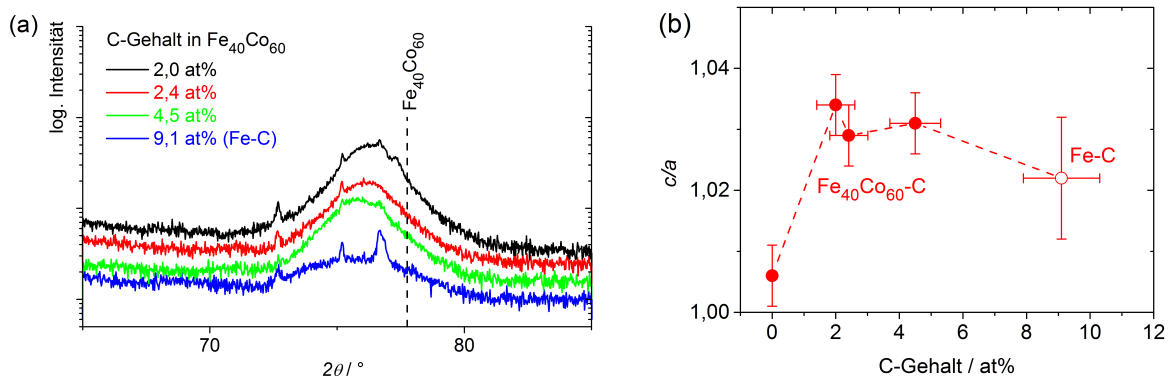 (a)
C-Gehalt in Fe40Co60
2,0 at%
2,4 at%
4,5 at%
9,1 at% (Fe-C)
Fe40Co60
log. Intensität
70
80
2θ / °
(b)
1,04
1,02
1,00
c/a
Fe-C
Fe40Co60-C
0
2
4
6
8
10
12
C-Gehalt / at%